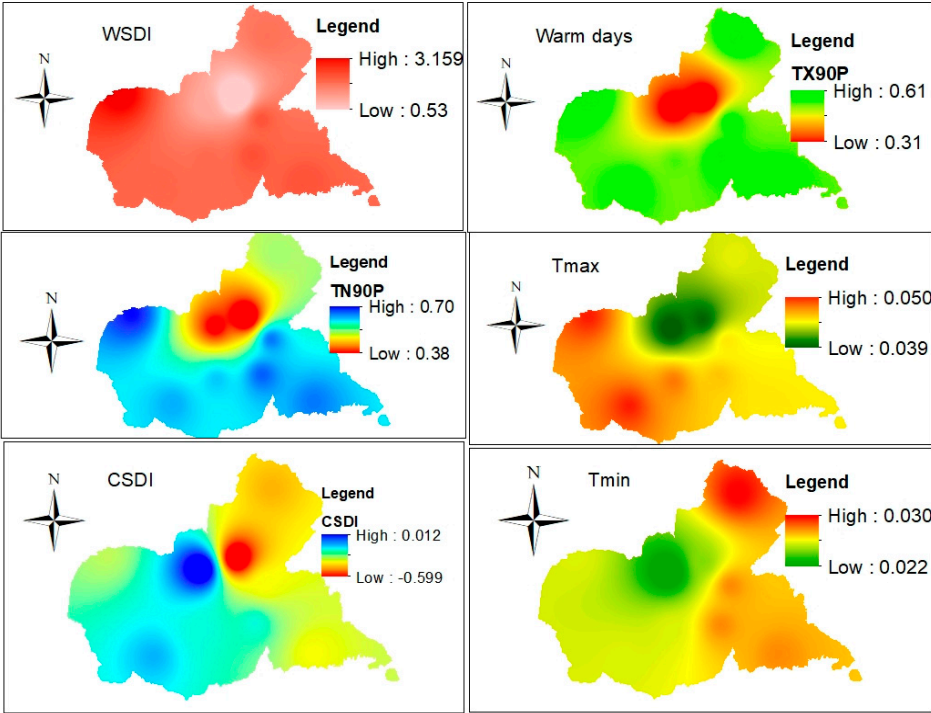 WSDI
N
Legend
High : 3.159
Low : 0.53
Warm days
N
Legend
TX90P
High : 0.61
Low : 0.31
N
Legend
TN90P
High : 0.70
Low : 0.38
Tmax
N
Legend
High : 0.050
Low : 0.039
CSDI
N
Legend
CSDI
High : 0.012
Low : -0.599
Tmin
N
Legend
High : 0.030
Low : 0.022